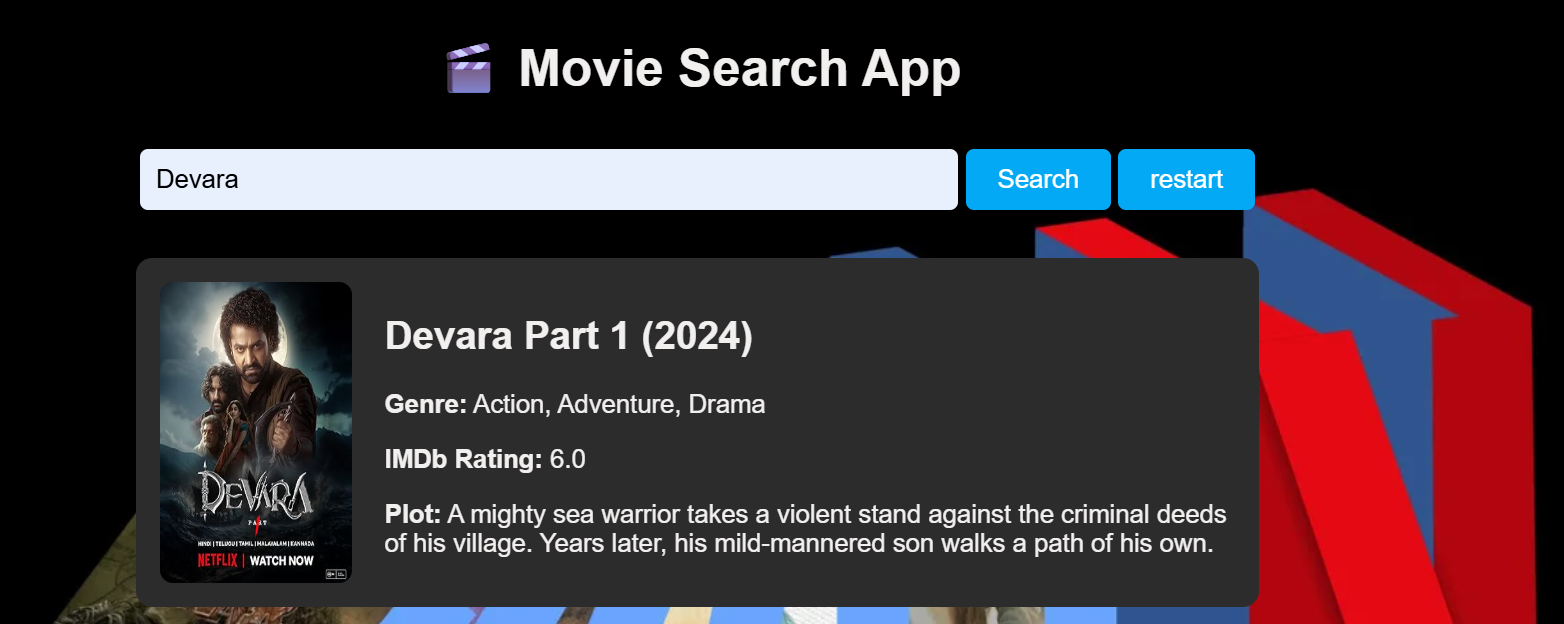 Movie Search App
Devara
Search
restart
DEVARA
PART 1
HINDI | TELUGU | TAMIL | MALAYALAM | KANNADA
NETFLIX | WATCH NOW
Devara Part 1 (2024)
Genre: Action, Adventure, Drama
IMDb Rating: 6.0
Plot: A mighty sea warrior takes a violent stand against the criminal deeds
of his village. Years later, his mild-mannered son walks a path of his own.